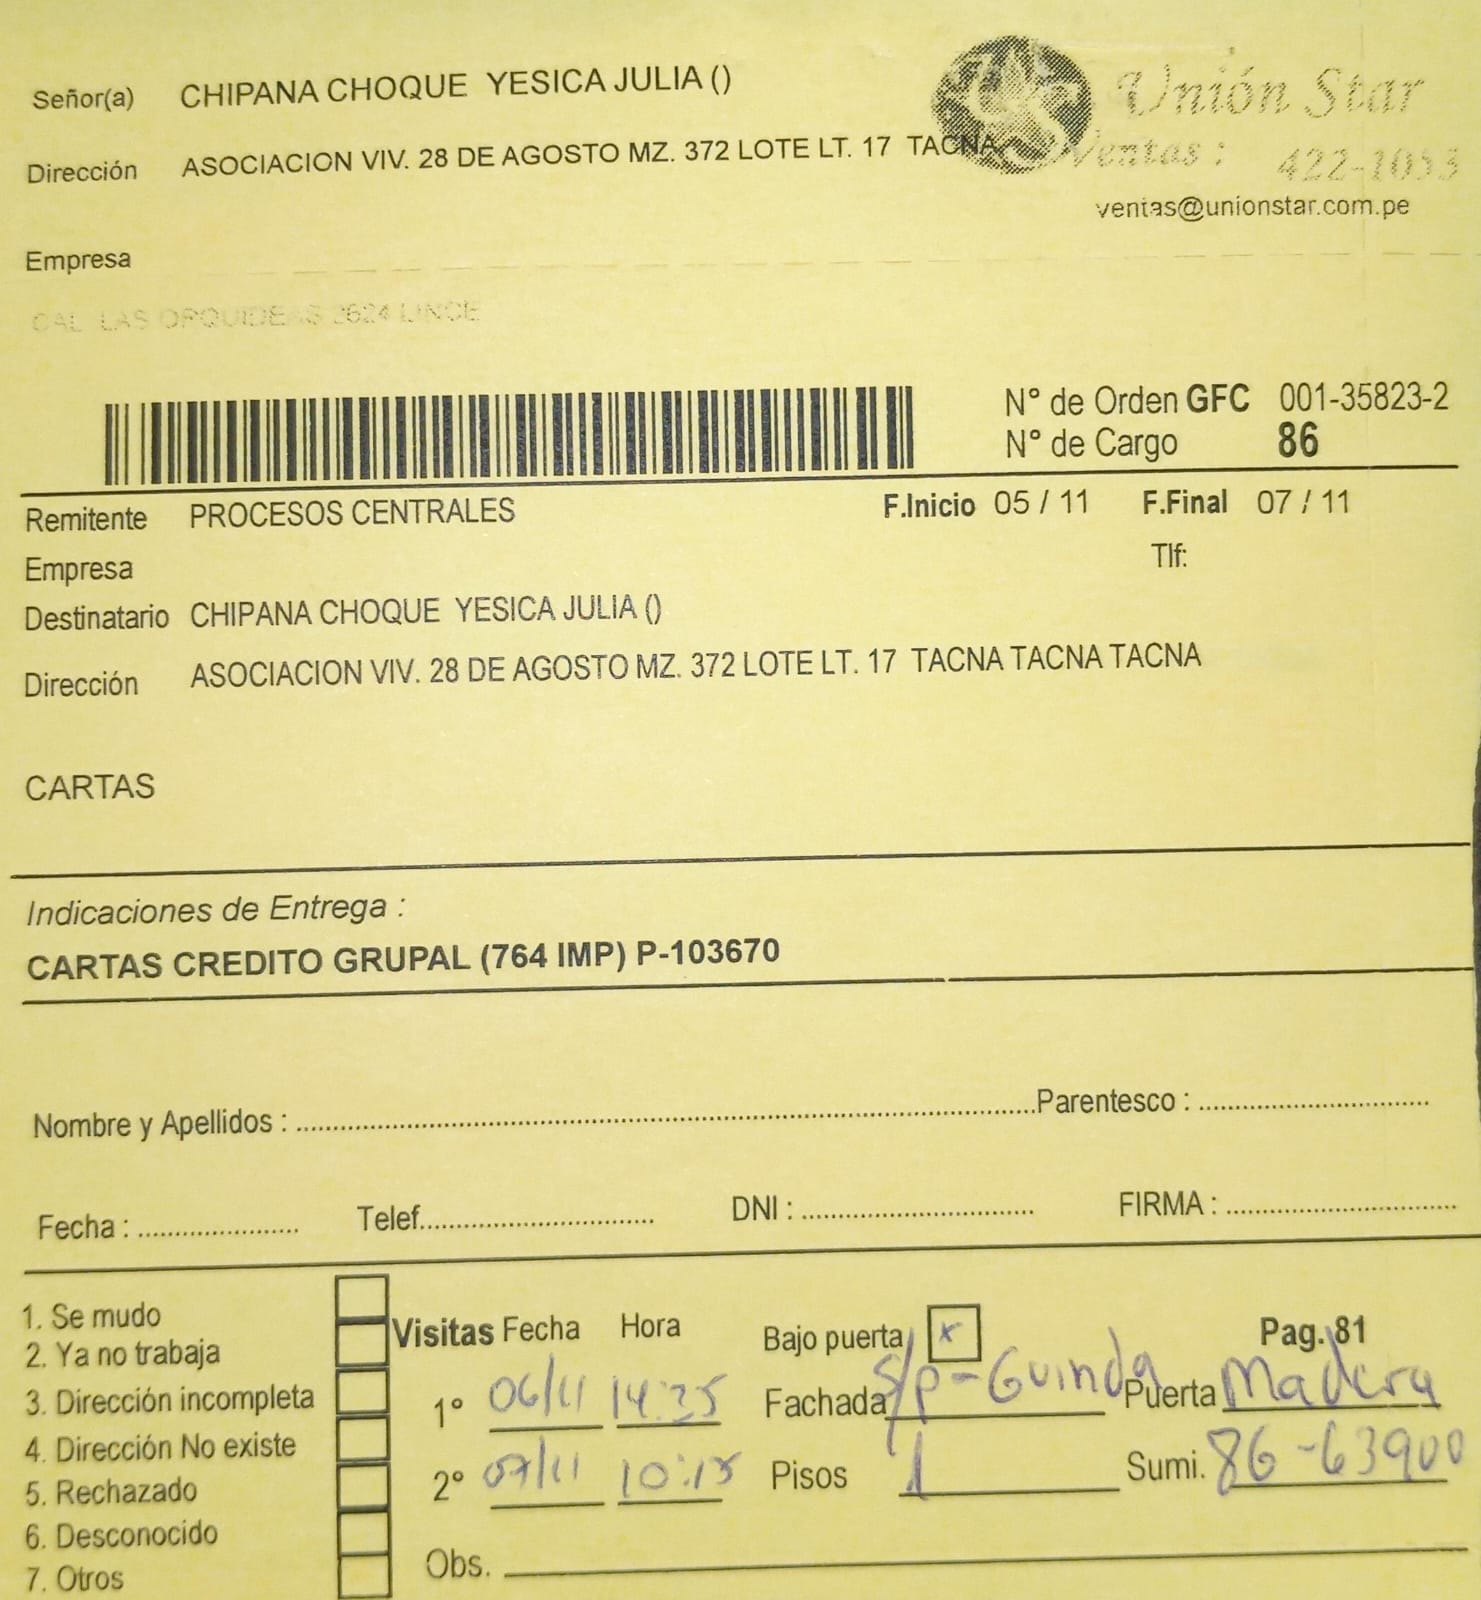 Señor(a) CHIPANA CHOQUE YESICA JULIA ()
Unión Star
Dirección ASOCIACION VIV. 28 DE AGOSTO MZ. 372 LOTE LT. 17 TACNA
Ventas : 422-1053
ventas@unionstar.com.pe
Empresa
CAL LAS ORQUIDEAS 2624 LINCE
N° de Orden GFC 001-35823-2
N° de Cargo 86
Remitente PROCESOS CENTRALES F.Inicio 05 / 11 F.Final 07 / 11
Empresa Tlf:
Destinatario CHIPANA CHOQUE YESICA JULIA ()
Dirección ASOCIACION VIV. 28 DE AGOSTO MZ. 372 LOTE LT. 17 TACNA TACNA TACNA
CARTAS
Indicaciones de Entrega :
CARTAS CREDITO GRUPAL (764 IMP) P-103670
Nombre y Apellidos : Parentesco :
Fecha : Telef. DNI : FIRMA :
1. Se mudo
2. Ya no trabaja
3. Dirección incompleta
4. Dirección No existe
5. Rechazado
6. Desconocido
7. Otros
Visitas Fecha Hora Bajo puerta x Pag. 81
1° 06/11 14:35 Fachada S/P-Guinda Puerta Madera
2° 07/11 10:15 Pisos 1 Sumi. 86-63900
Obs.